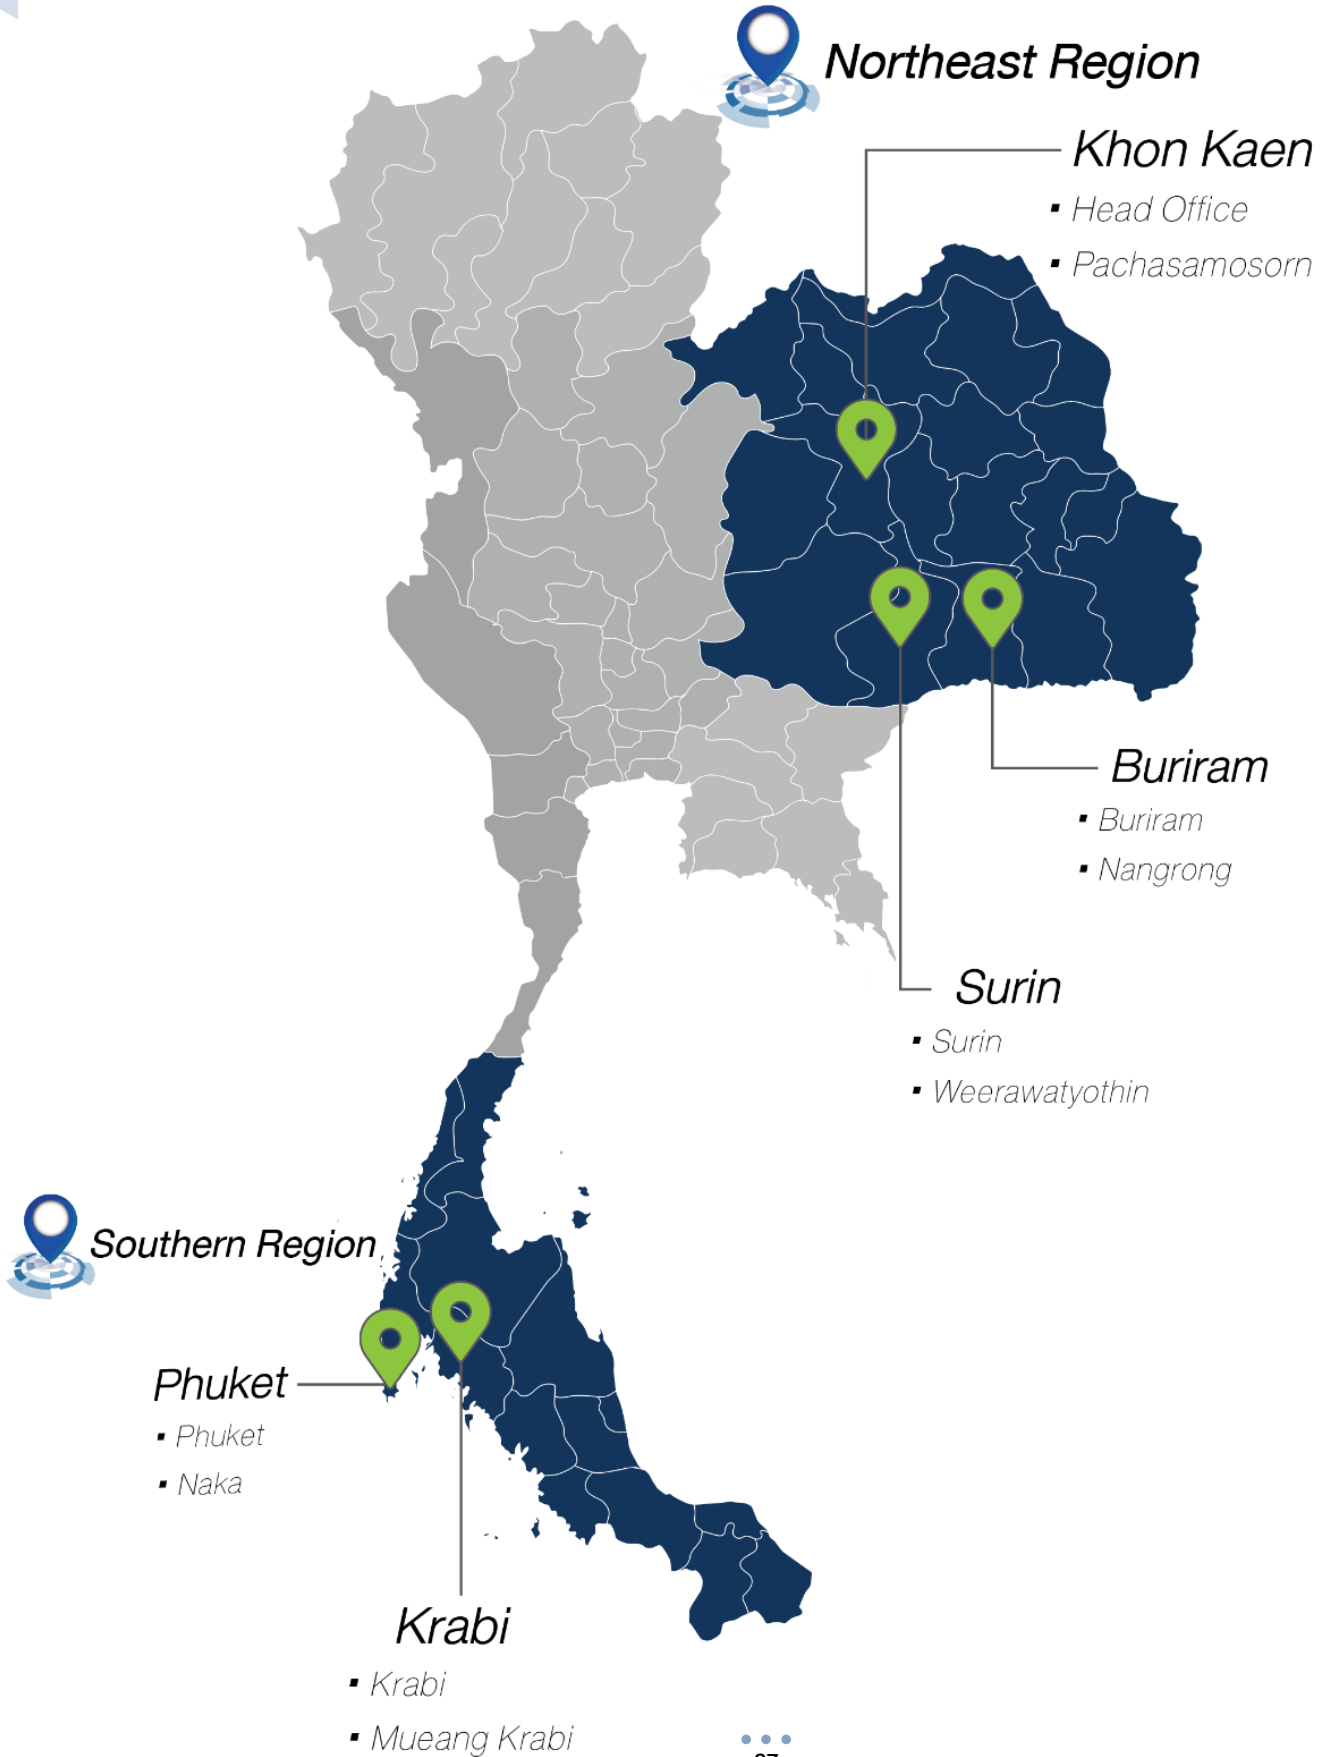 Northeast Region
Khon Kaen
▪ Head Office
▪ Pachasamosorn
Buriram
▪ Buriram
▪ Nangrong
Surin
▪ Surin
▪ Weerawatyothin
Southern Region
Phuket
▪ Phuket
▪ Naka
Krabi
▪ Krabi
▪ Mueang Krabi